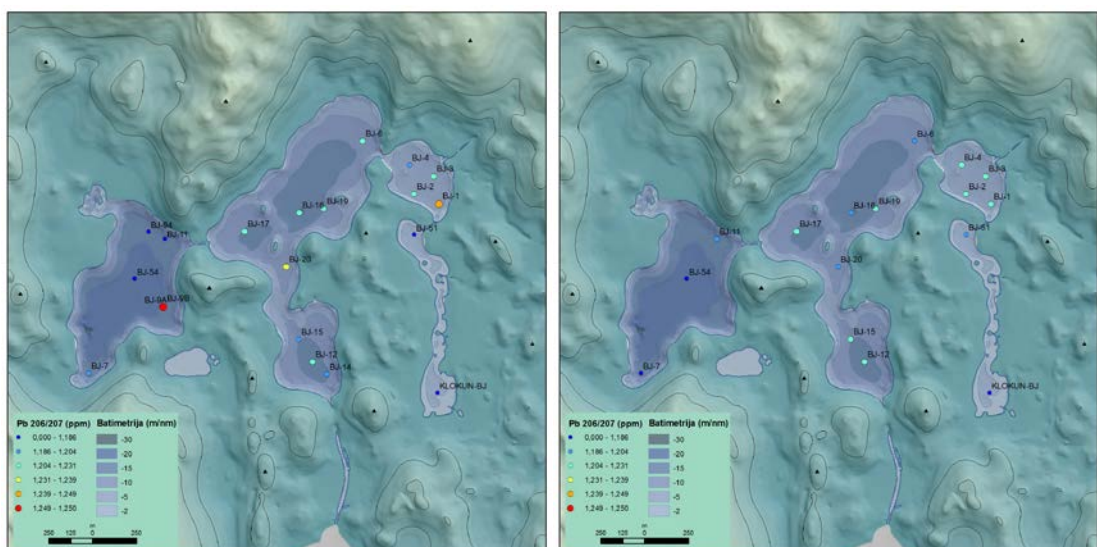 BJ-6
BJ-4
BJ-3
BJ-2
BJ-1
BJ-19
BJ-17
BJ-51
BJ-11
BJ-20
BJ-54
BJ-9A BJ-9B
BJ-15
BJ-12
BJ-14
BJ-7
KLOKUN-BJ
Pb 206/207 (ppm) Batimetrija (m/nm)
0,000 - 1,186 -30
1,186 - 1,204 -20
1,204 - 1,231 -15
1,231 - 1,239 -10
1,239 - 1,249 -5
1,249 - 1,250 -2
m
250 125 0 250
BJ-6
BJ-4
BJ-3
BJ-2
BJ-1
BJ-19
BJ-17
BJ-51
BJ-20
BJ-54
BJ-15
BJ-12
BJ-7
KLOKUN-BJ
Pb 206/207 (ppm) Batimetrija (m/nm)
0,000 - 1,186 -30
1,186 - 1,204 -20
1,204 - 1,231 -15
1,231 - 1,239 -10
1,239 - 1,249 -5
1,249 - 1,250 -2
m
250 125 0 250